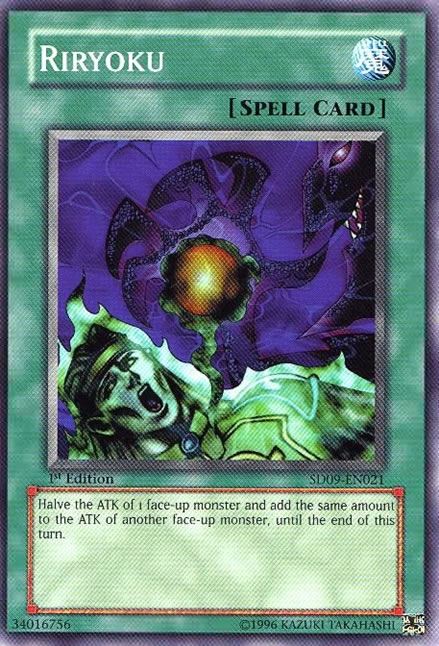 RIRYOKU
魔
[SPELL CARD]
1ST Edition
SD09-EN021
Halve the ATK of 1 face-up monster and add the same amount
to the ATK of another face-up monster, until the end of this
turn.
34016756
©1996 KAZUKI TAKAHASHI